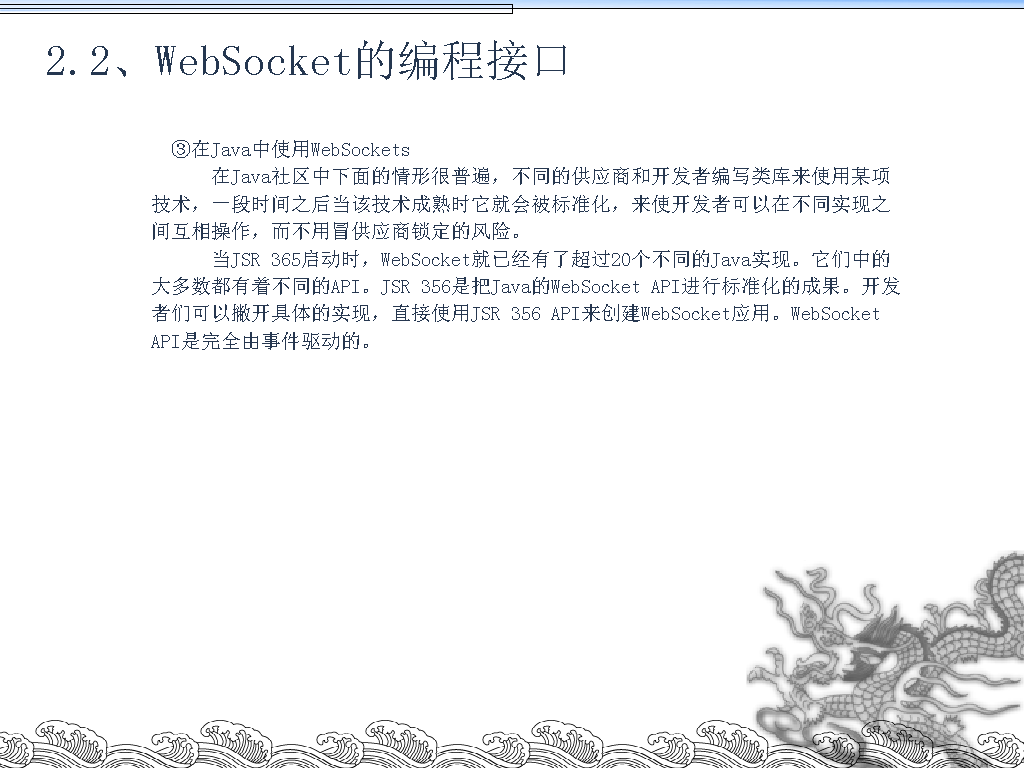 2.2、WebSocket的编程接口
③在Java中使用WebSockets
在Java社区中下面的情形很普遍，不同的供应商和开发者编写类库来使用某项
技术，一段时间之后当该技术成熟时它就会被标准化，来使开发者可以在不同实现之
间互相操作，而不用冒供应商锁定的风险。
当JSR 365启动时，WebSocket就已经有了超过20个不同的Java实现。它们中的
大多数都有着不同的API。JSR 356是把Java的WebSocket API进行标准化的成果。开发
者们可以撇开具体的实现，直接使用JSR 356 API来创建WebSocket应用。WebSocket
API是完全由事件驱动的。